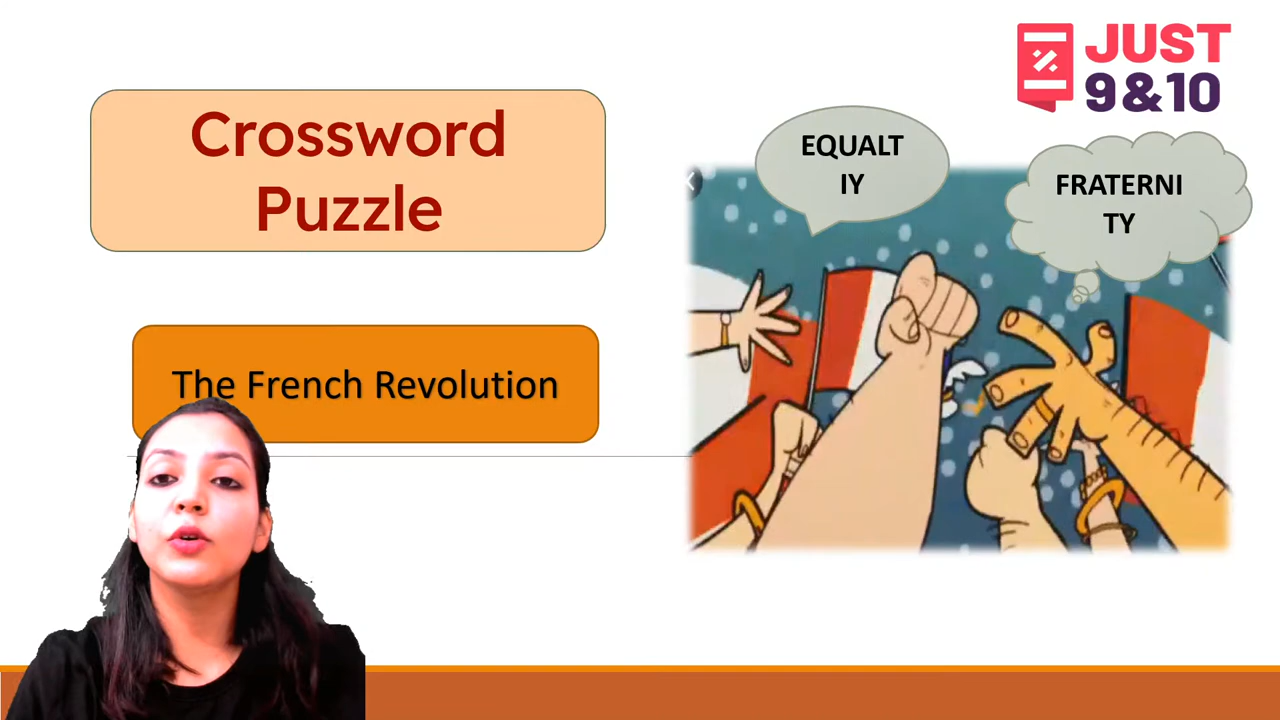 JUST
9&10
Crossword
Puzzle
EQUALT
IY
FRATERNI
TY
The French Revolution